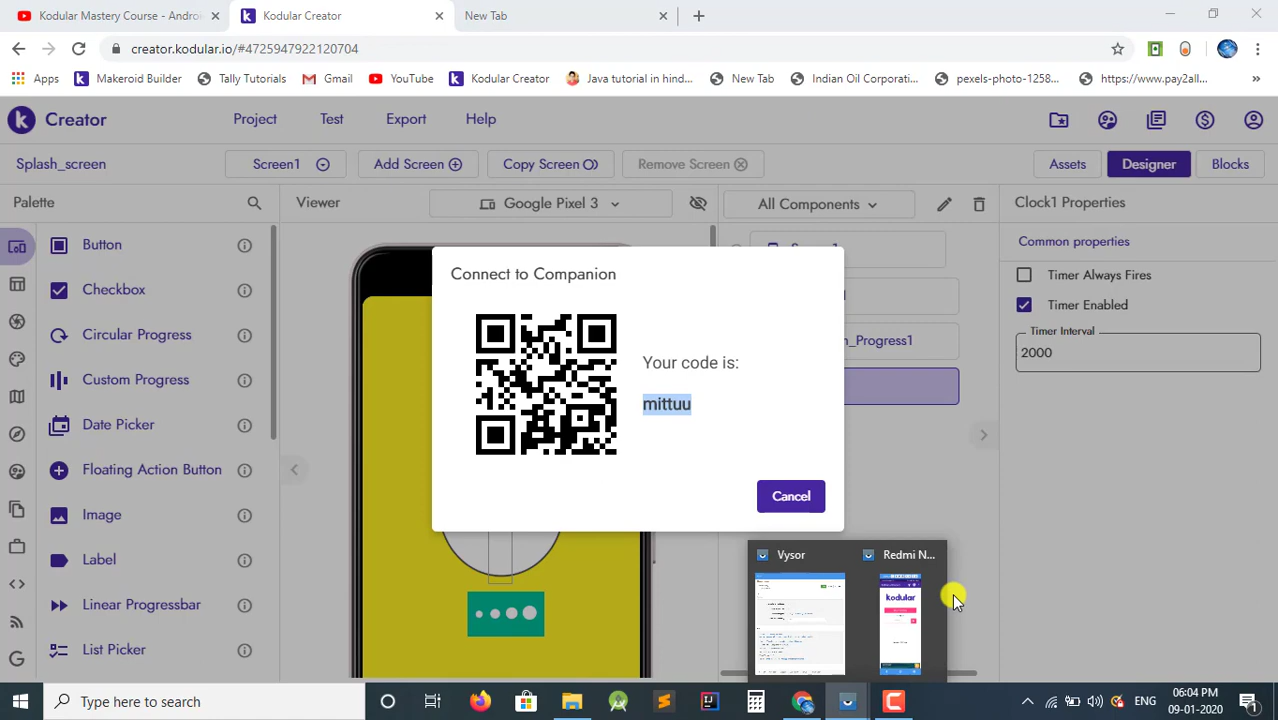 Kodular Mastery Course - Androi
Kodular Creator
New Tab
creator.kodular.io/#4725947922120704
Apps
Makeroid Builder
Tally Tutorials
Gmail
YouTube
Kodular Creator
Java tutorial in hind...
New Tab
Indian Oil Corporati...
pexels-photo-1258...
https://www.pay2all...
»
Creator
Project
Test
Export
Help
Splash_screen
Screen1
Add Screen
Copy Screen
Remove Screen
Assets
Designer
Blocks
Palette
Viewer
Google Pixel 3
All Components
Clock1 Properties
Button
Checkbox
Circular Progress
Custom Progress
Date Picker
Floating Action Button
Image
Label
Linear Progressbar
List Picker
Connect to Companion
Your code is:
mittuu
Cancel
n_Progress1
Common properties
Timer Always Fires
Timer Enabled
Timer Interval
2000
Vysor
Redmi N...
kodular
Type here to search
ENG
06:04 PM
09-01-2020
1